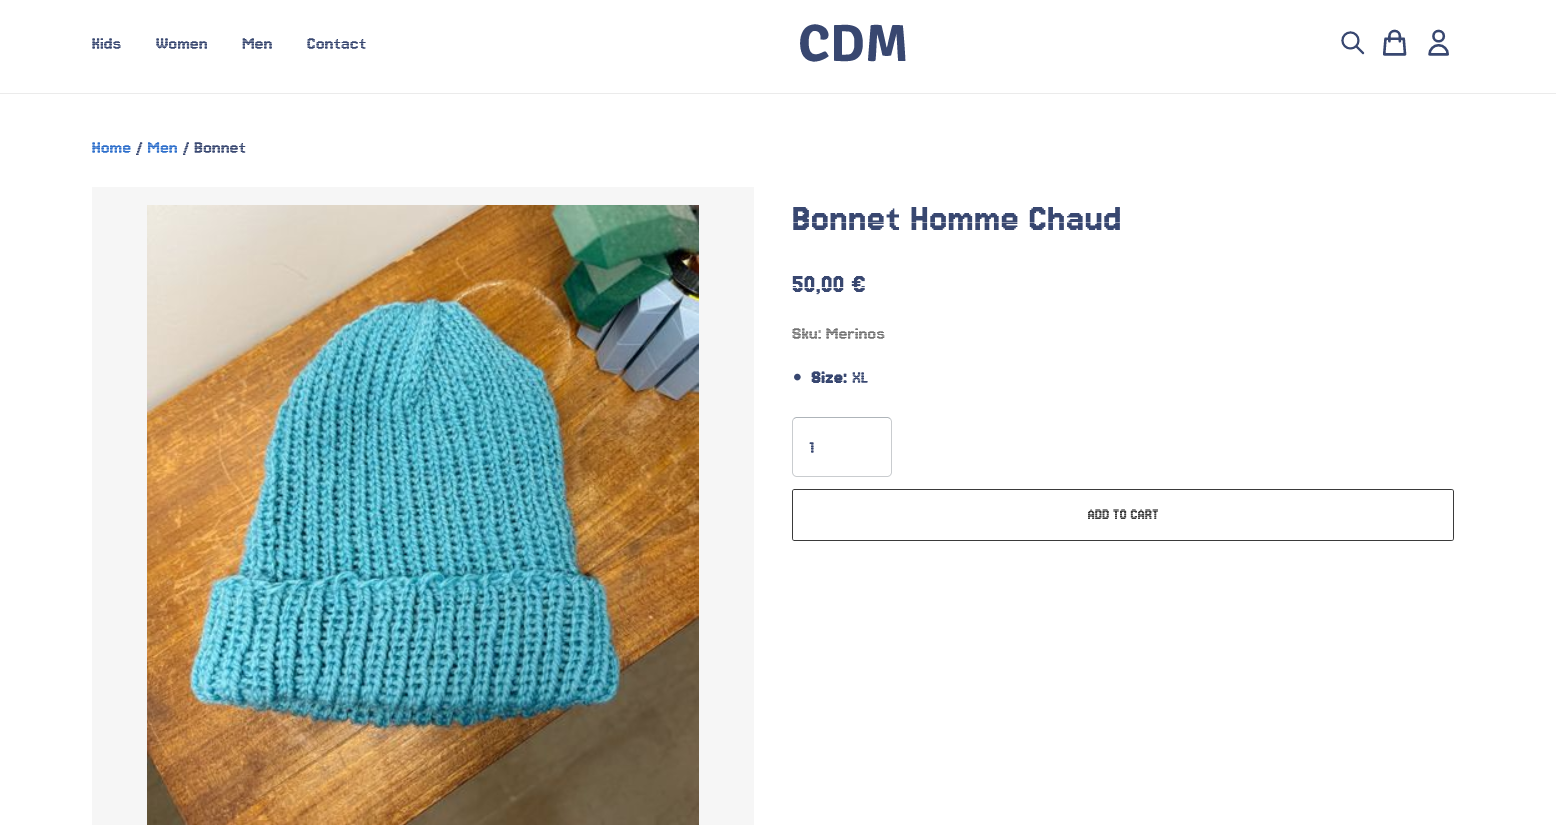 Kids Women Men Contact
CDM
Home / Men / Bonnet
Bonnet Homme Chaud
50,00 €
Sku: Merinos
• Size: XL
1
ADD TO CART